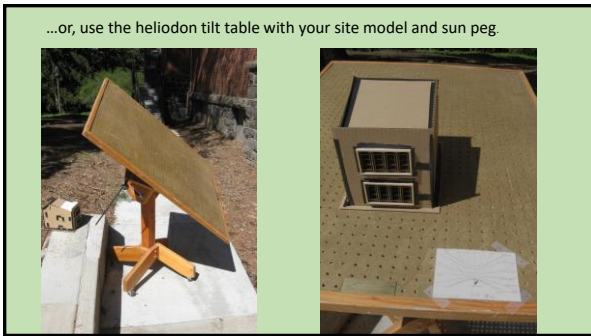 ...or, use the heliodon tilt table with your site model and sun peg.